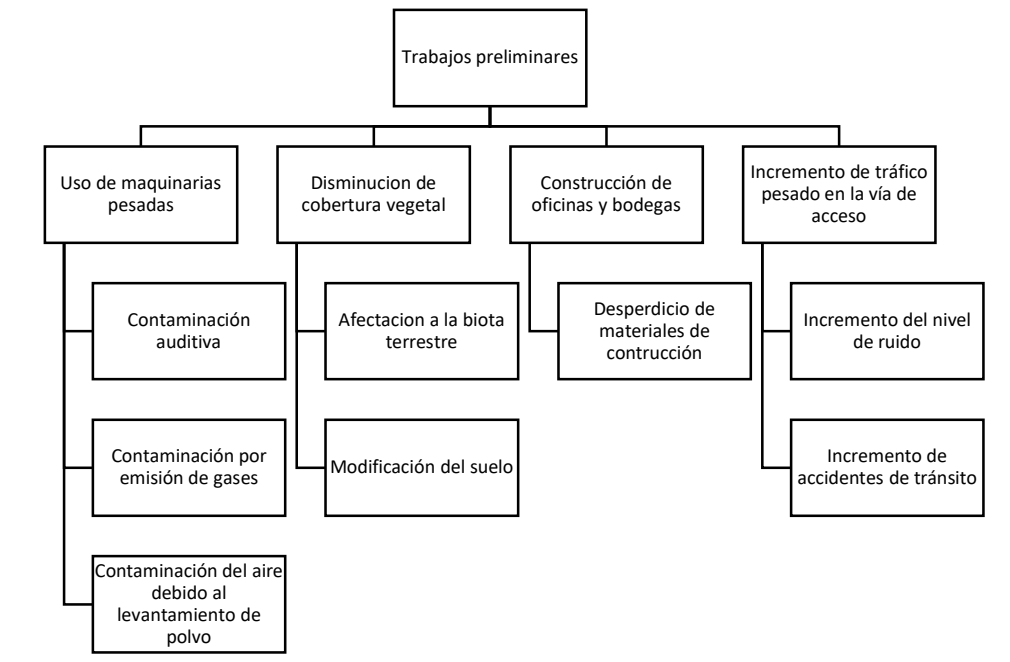 Trabajos preliminares
Uso de maquinarias
pesadas
Disminucion de
cobertura vegetal
Construcción de
oficinas y bodegas
Incremento de tráfico
pesado en la vía de
acceso
Contaminación
auditiva
Afectacion a la biota
terrestre
Desperdicio de
materiales de
contrucción
Incremento del nivel
de ruido
Contaminación por
emisión de gases
Modificación del suelo
Incremento de
accidentes de tránsito
Contaminación del aire
debido al
levantamiento de
polvo